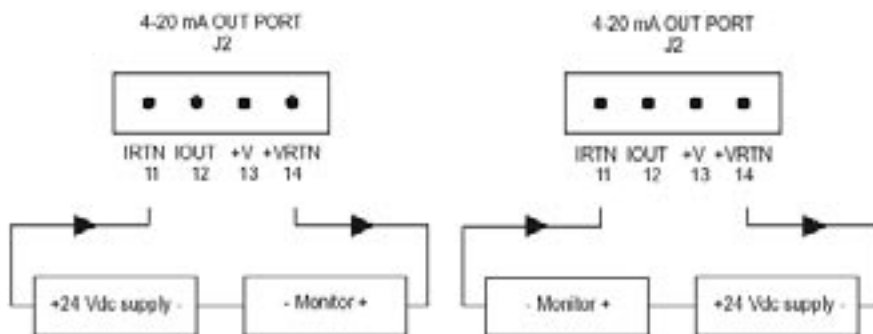 4-20 mA OUT PORT
J2
IRTN IOUT +V +VRTN
11 12 13 14
+24 Vdc supply -
- Monitor +
4-20 mA OUT PORT
J2
IRTN IOUT +V +VRTN
11 12 13 14
- Monitor +
+24 Vdc supply -